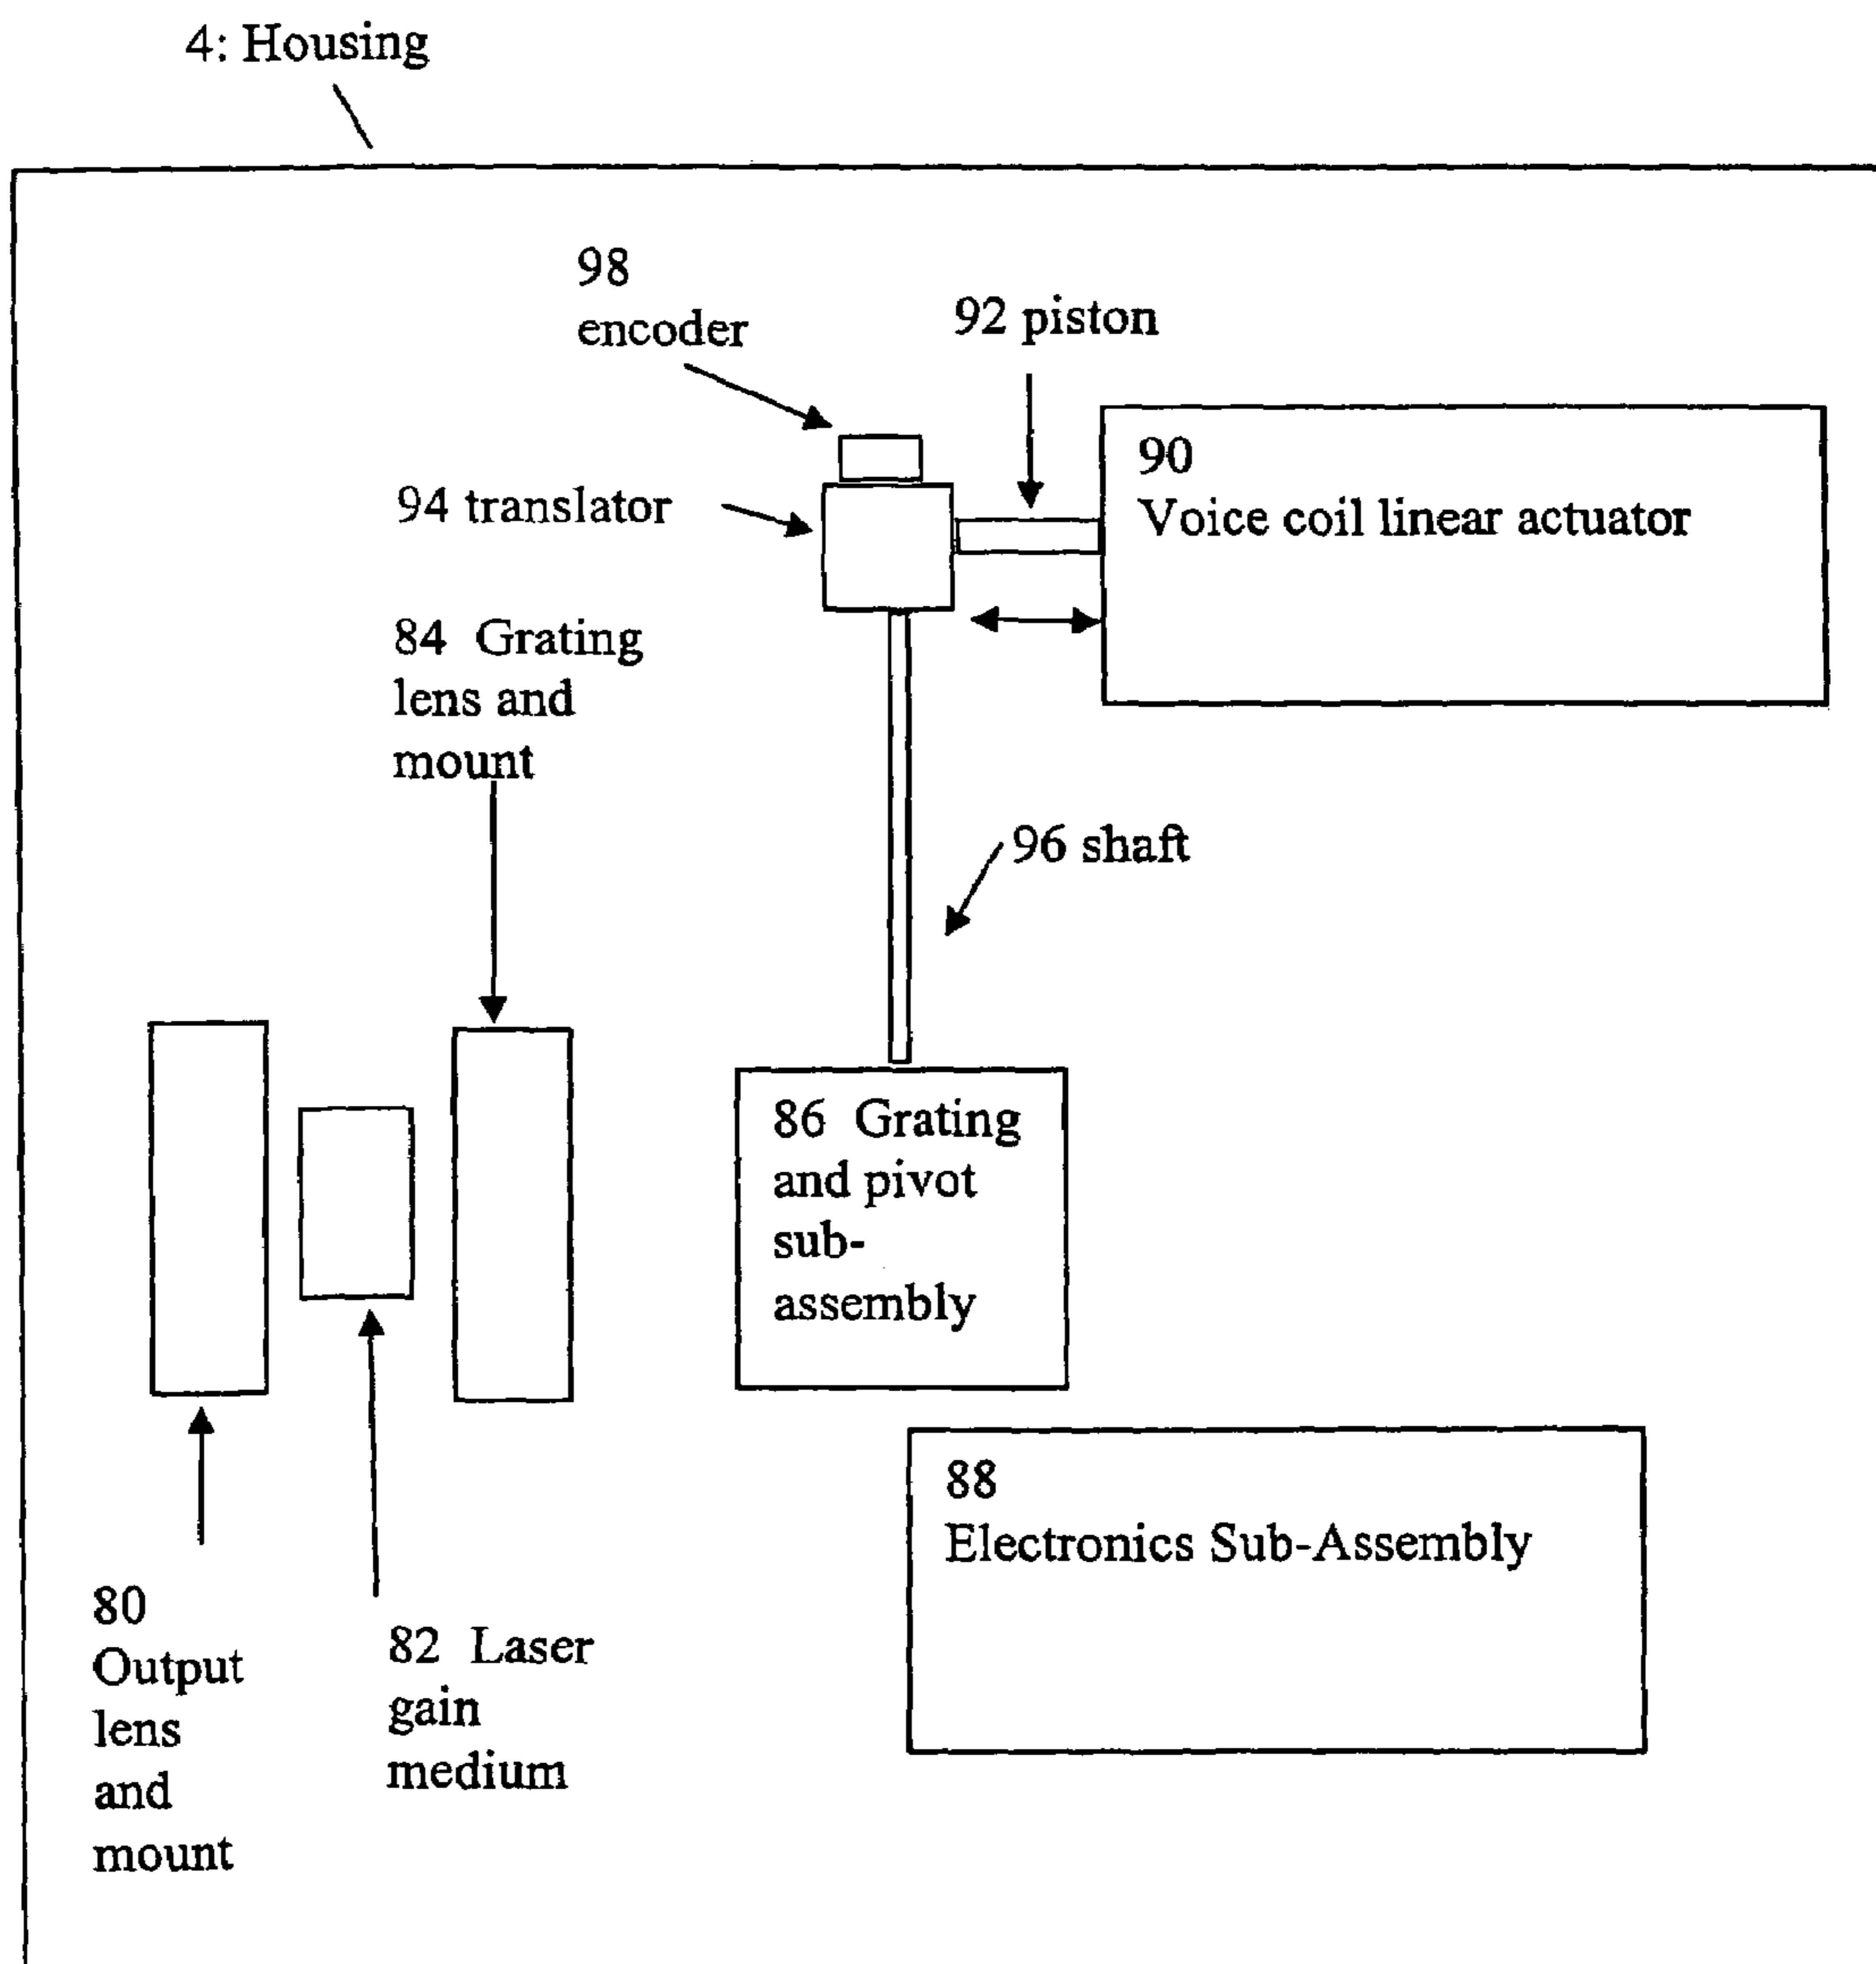 4: Housing
98
encoder
92 piston
90
Voice coil linear actuator
94 translator
84 Grating
lens and
mount
96 shaft
86 Grating
and pivot
sub-
assembly
88
Electronics Sub-Assembly
80
Output
lens
and
mount
82 Laser
gain
medium